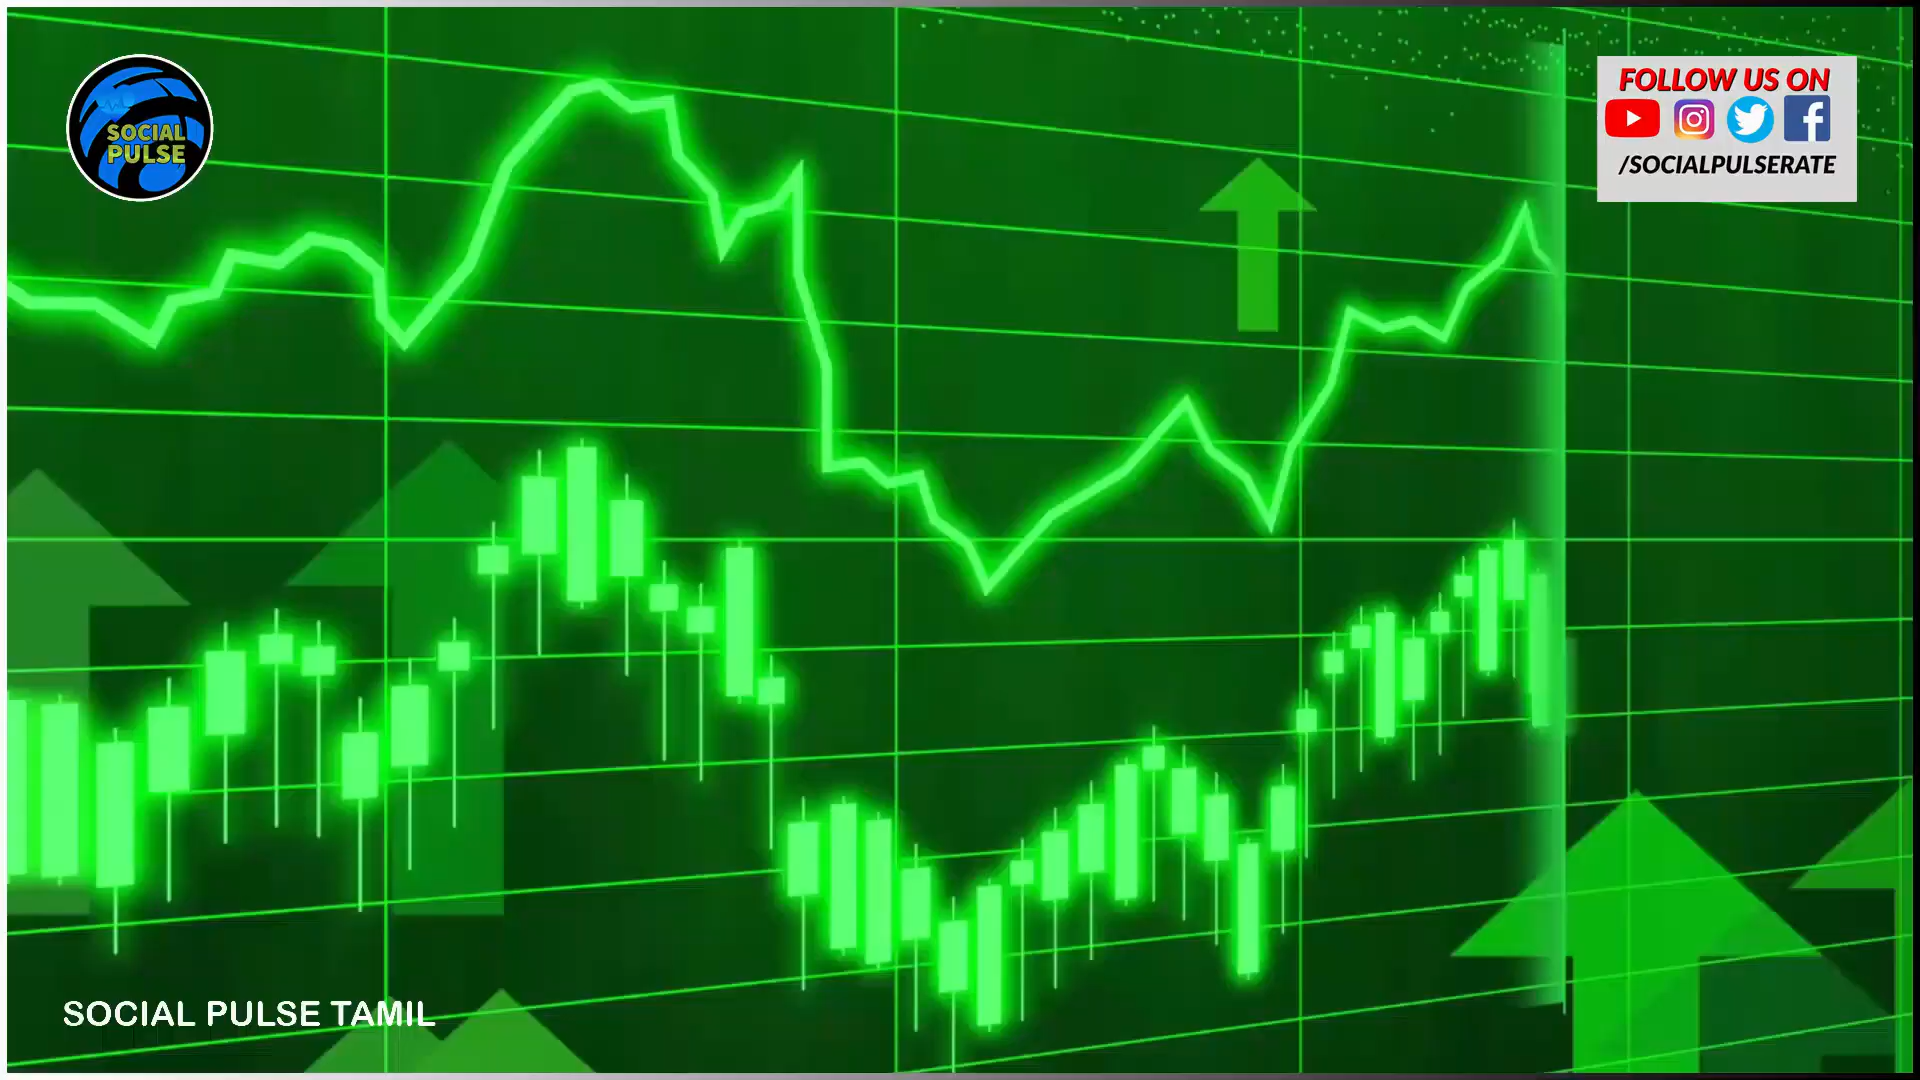 SOCIAL
PULSE
FOLLOW US ON
/SOCIALPULSERATE
SOCIAL PULSE TAMIL